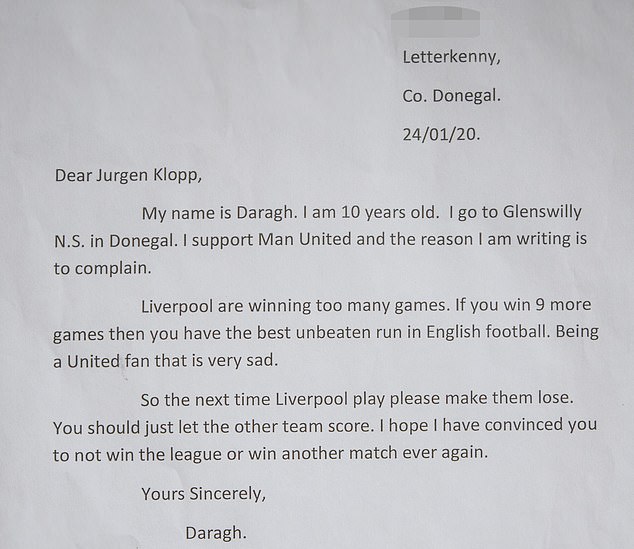 Letterkenny,
Co. Donegal.
24/01/20.
Dear Jurgen Klopp,
My name is Daragh. I am 10 years old.  I go to Glenswilly
N.S. in Donegal. I support Man United and the reason I am writing is
to complain.
Liverpool are winning too many games. If you win 9 more
games then you have the best unbeaten run in English football. Being
a United fan that is very sad.
So the next time Liverpool play please make them lose.
You should just let the other team score. I hope I have convinced you
to not win the league or win another match ever again.
Yours Sincerely,
Daragh.